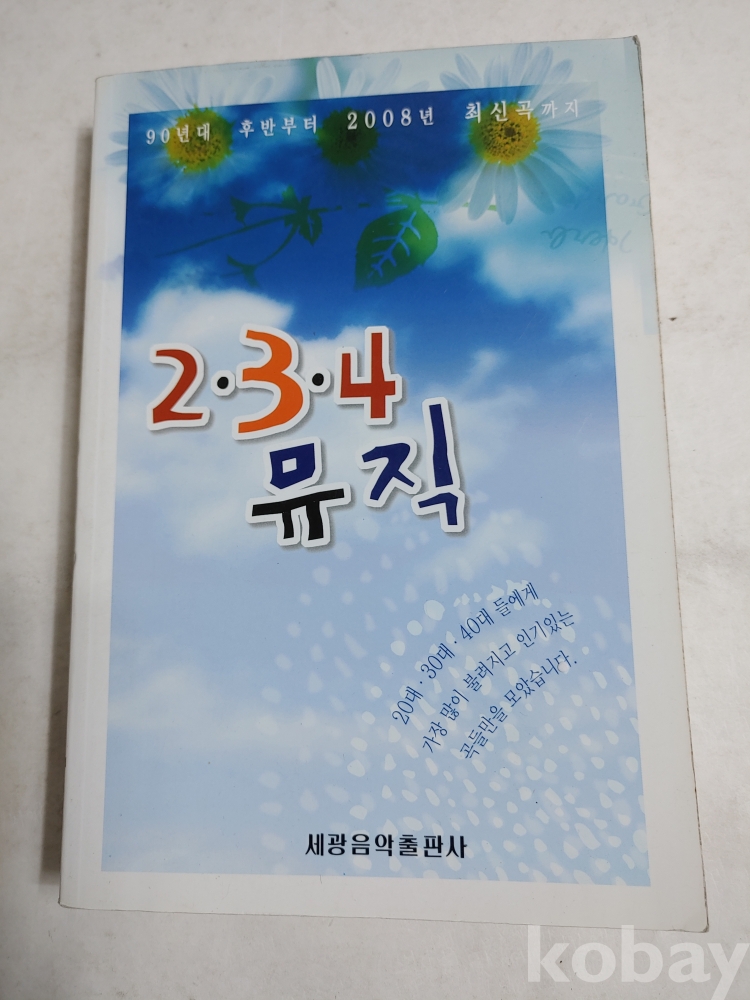 90년대 후반부터 2008년 최신곡까지
2·3·4
뮤직
20대·30대·40대 들에게
가장 많이 불려지고 인기있는
곡들만을 모았습니다.
세광음악출판사
kobay